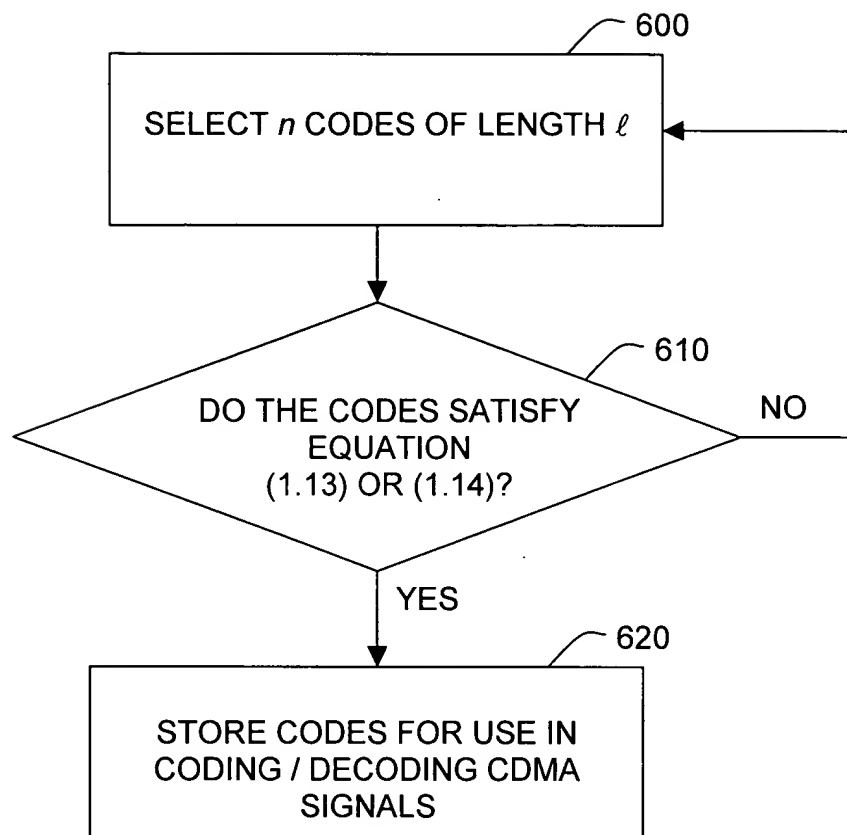 600
SELECT n CODES OF LENGTH ℓ
610
DO THE CODES SATISFY
EQUATION
(1.13) OR (1.14)?
NO
YES
620
STORE CODES FOR USE IN
CODING / DECODING CDMA
SIGNALS